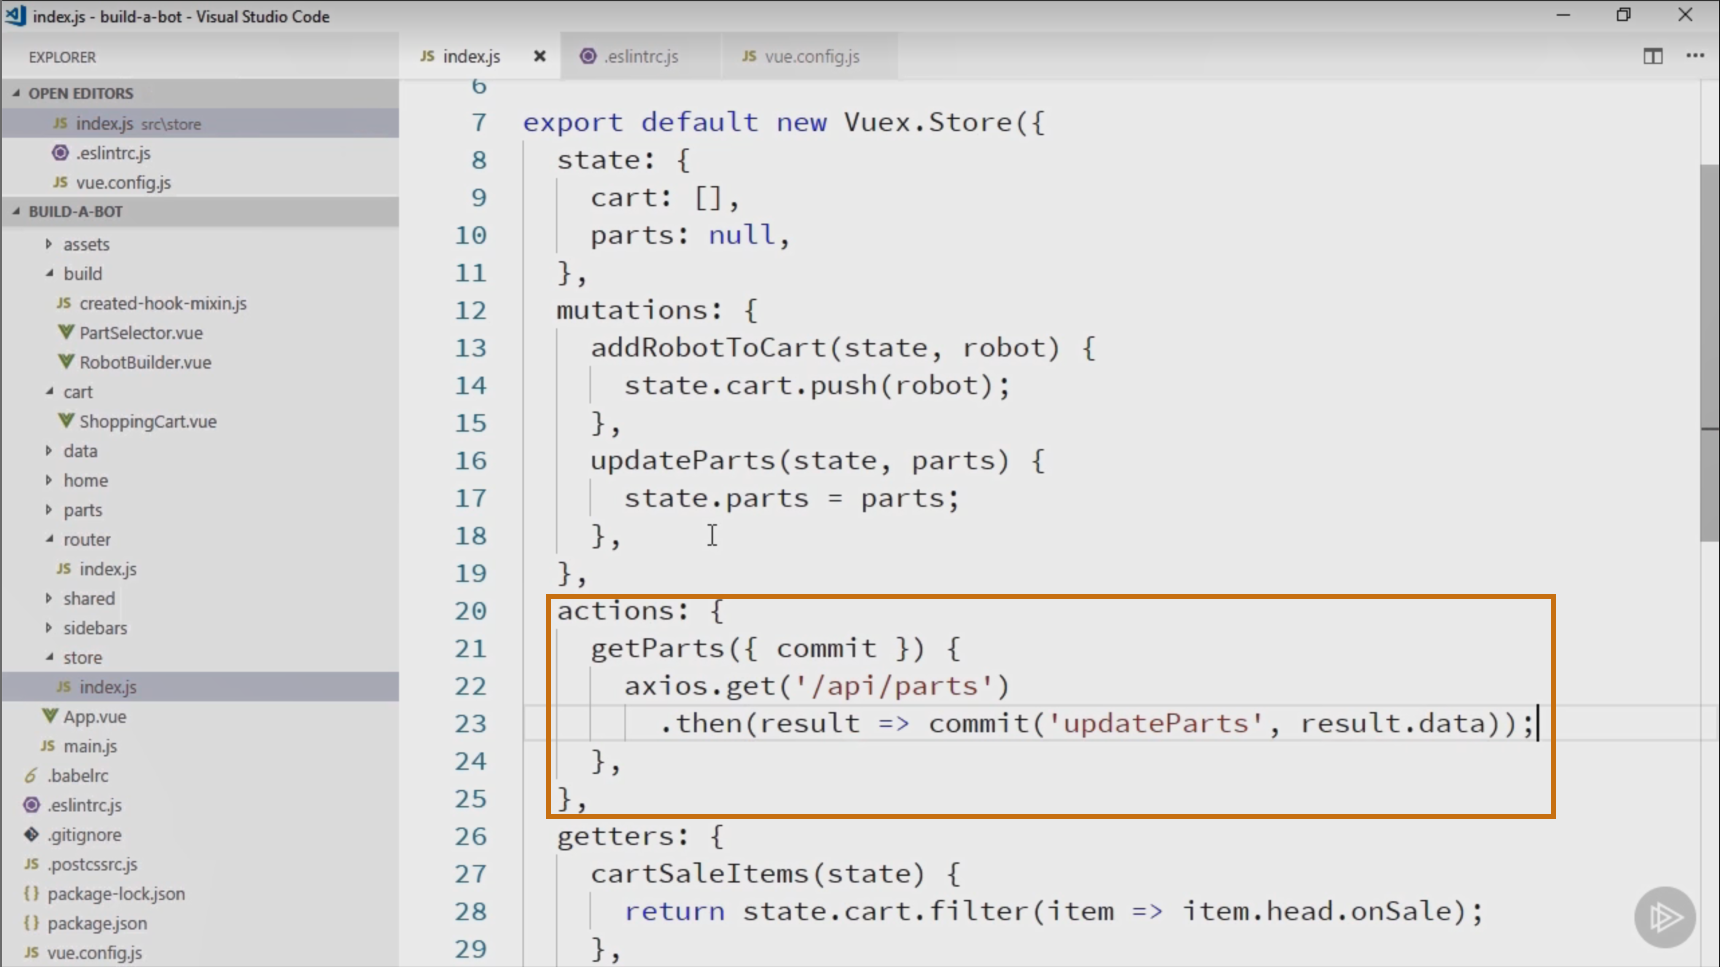 index.js - build-a-bot - Visual Studio Code
EXPLORER
OPEN EDITORS
JS index.js src\store
.eslintrc.js
JS vue.config.js
BUILD-A-BOT
assets
build
JS created-hook-mixin.js
PartSelector.vue
RobotBuilder.vue
cart
ShoppingCart.vue
data
home
parts
router
JS index.js
shared
sidebars
store
JS index.js
App.vue
JS main.js
6 .babelrc
.eslintrc.js
.gitignore
JS .postcssrc.js
{} package-lock.json
{} package.json
JS vue.config.js
JS index.js
.eslintrc.js
JS vue.config.js
6
7 export default new Vuex.Store({
8 state: {
9 cart: [],
10 parts: null,
11 },
12 mutations: {
13 addRobotToCart(state, robot) {
14 state.cart.push(robot);
15 },
16 updateParts(state, parts) {
17 state.parts = parts;
18 },
19 },
20 actions: {
21 getParts({ commit }) {
22 axios.get('/api/parts')
23 .then(result => commit('updateParts', result.data));
24 },
25 },
26 getters: {
27 cartSaleItems(state) {
28 return state.cart.filter(item => item.head.onSale);
29 },